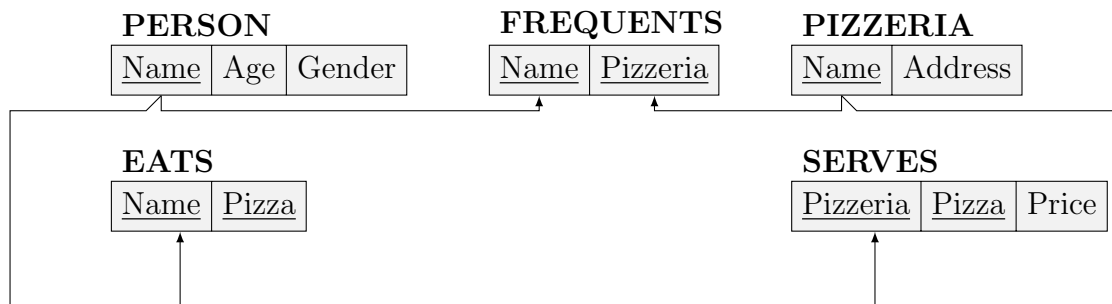 PERSON FREQUENTS PIZZERIA
Name Age Gender Name Pizzeria Name Address
EATS SERVES
Name Pizza Pizzeria Pizza Price